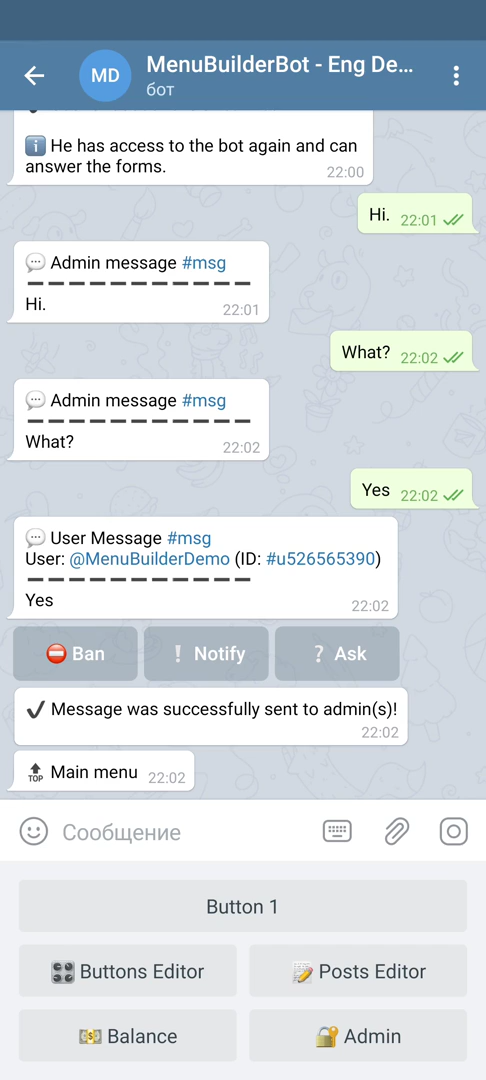 MD
MenuBuilderBot - Eng De...
бот
He has access to the bot again and can
answer the forms.
22:00
Hi. 22:01
Admin message #msg
Hi.
22:01
What? 22:02
Admin message #msg
What?
22:02
Yes 22:02
User Message #msg
User: @MenuBuilderDemo (ID: #u526565390)
Yes
22:02
Ban
! Notify
? Ask
✔ Message was successfully sent to admin(s)!
22:02
TOP Main menu 22:02
Сообщение
Button 1
Buttons Editor
Posts Editor
Balance
Admin